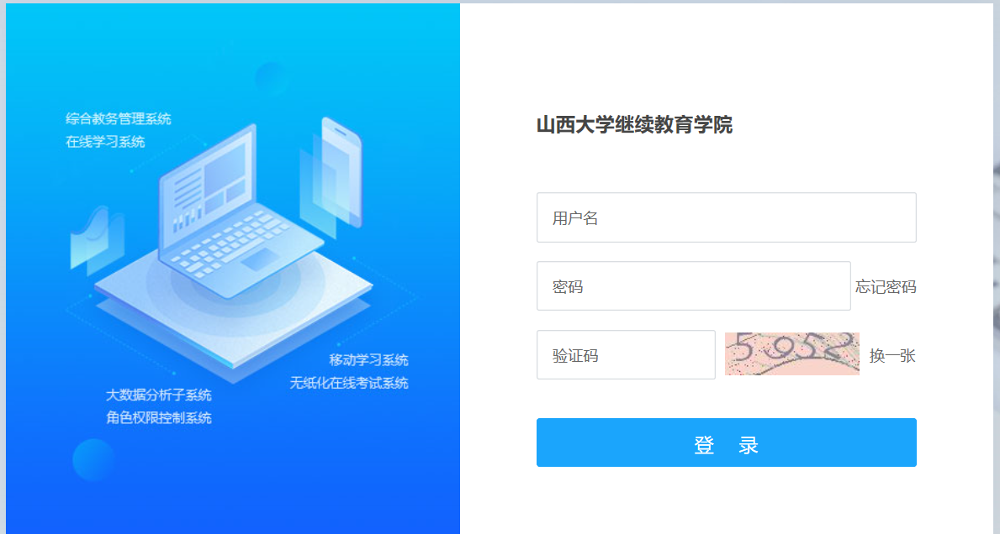 综合教务管理系统
在线学习系统
移动学习系统
无纸化在线考试系统
大数据分析子系统
角色权限控制系统
山西大学继续教育学院
用户名
密码
忘记密码
验证码
换一张
登 录